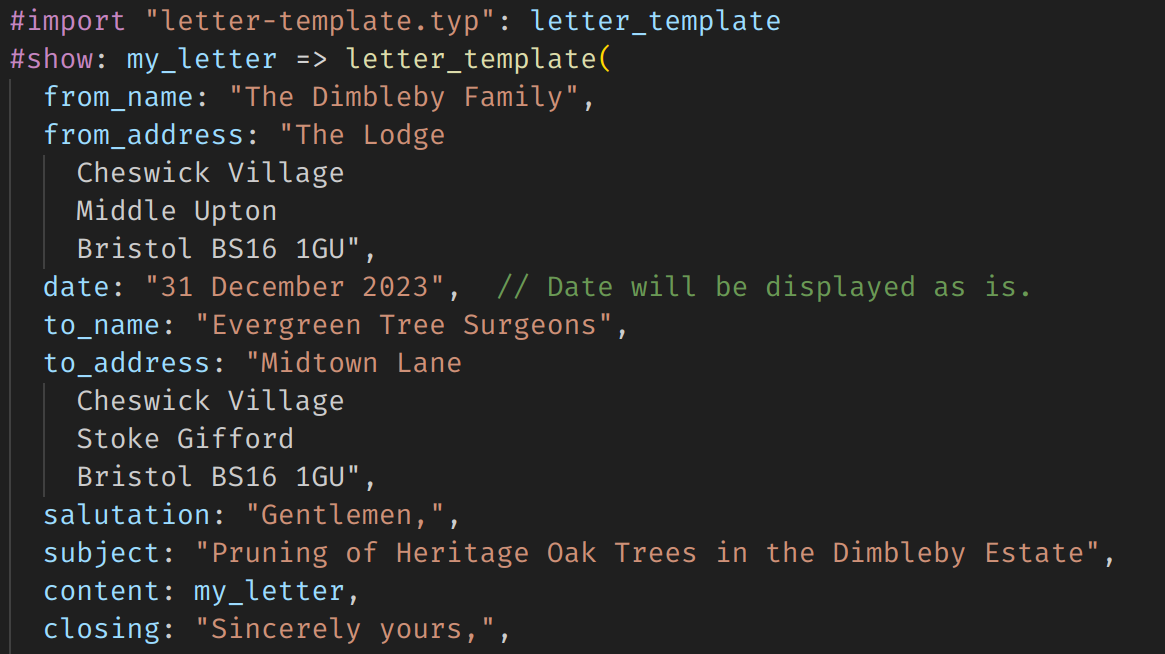 #import "letter-template.typ": letter_template
#show: my_letter => letter_template(
  from_name: "The Dimbleby Family",
  from_address: "The Lodge
    Cheswick Village
    Middle Upton
    Bristol BS16 1GU",
  date: "31 December 2023",  // Date will be displayed as is.
  to_name: "Evergreen Tree Surgeons",
  to_address: "Midtown Lane
    Cheswick Village
    Stoke Gifford
    Bristol BS16 1GU",
  salutation: "Gentlemen,",
  subject: "Pruning of Heritage Oak Trees in the Dimbleby Estate",
  content: my_letter,
  closing: "Sincerely yours,",